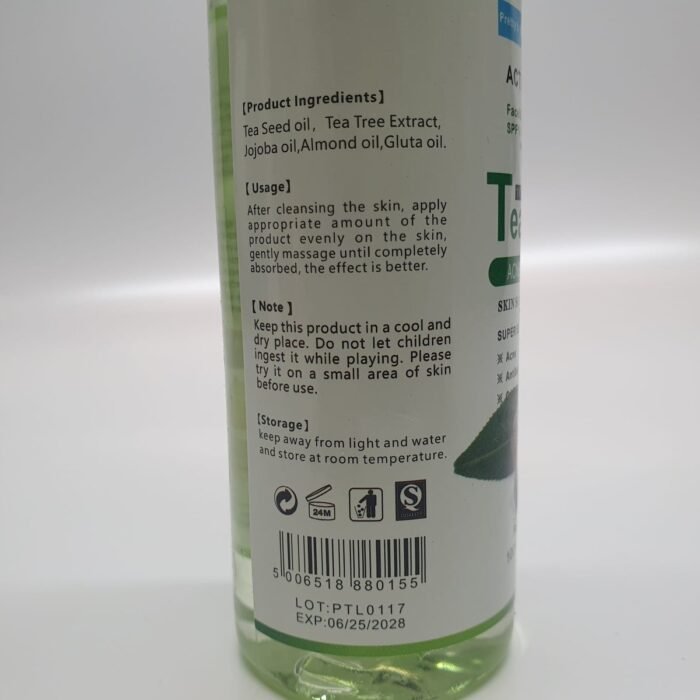 【Product Ingredients】
Tea Seed oil, Tea Tree Extract,
Jojoba oil,Almond oil,Gluta oil.
【Usage】
After cleansing the skin, apply
appropriate amount of the
product evenly on the skin,
gently massage until completely
absorbed, the effect is better.
【Note】
Keep this product in a cool and
dry place. Do not let children
ingest it while playing. Please
try it on a small area of skin
before use.
【Storage】
keep away from light and water
and store at room temperature.
24M
5 006518 880155
LOT:PTL0117
EXP:06/25/2028
SKIN